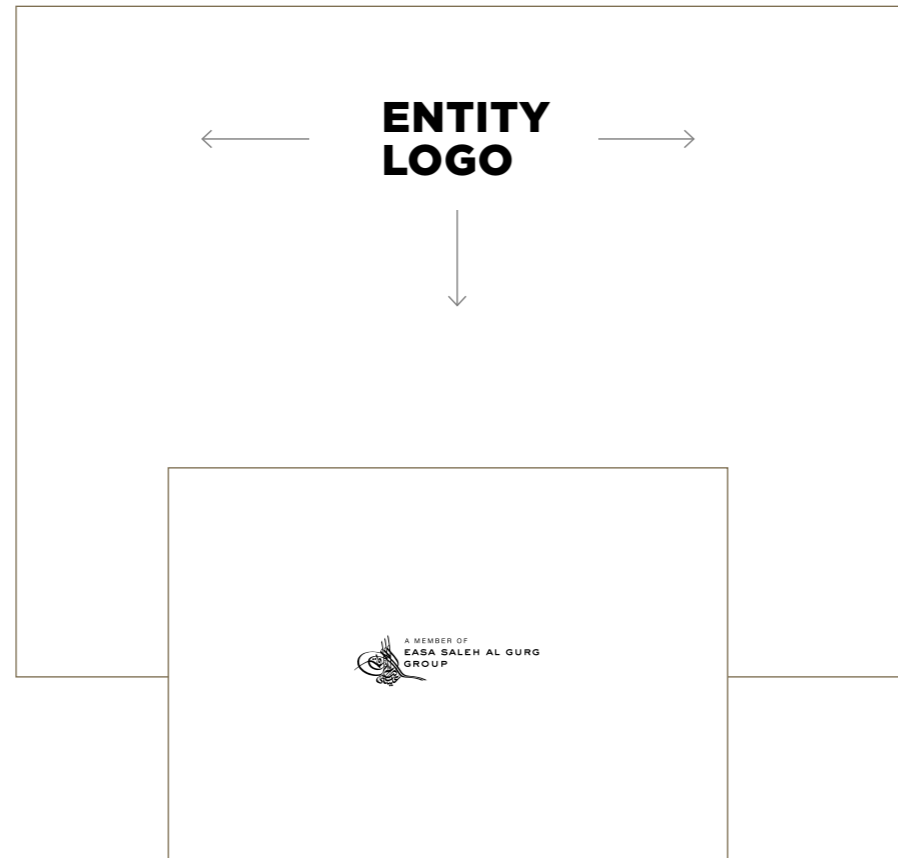 ENTITY
LOGO
A MEMBER OF
EASA SALEH AL GURG
GROUP